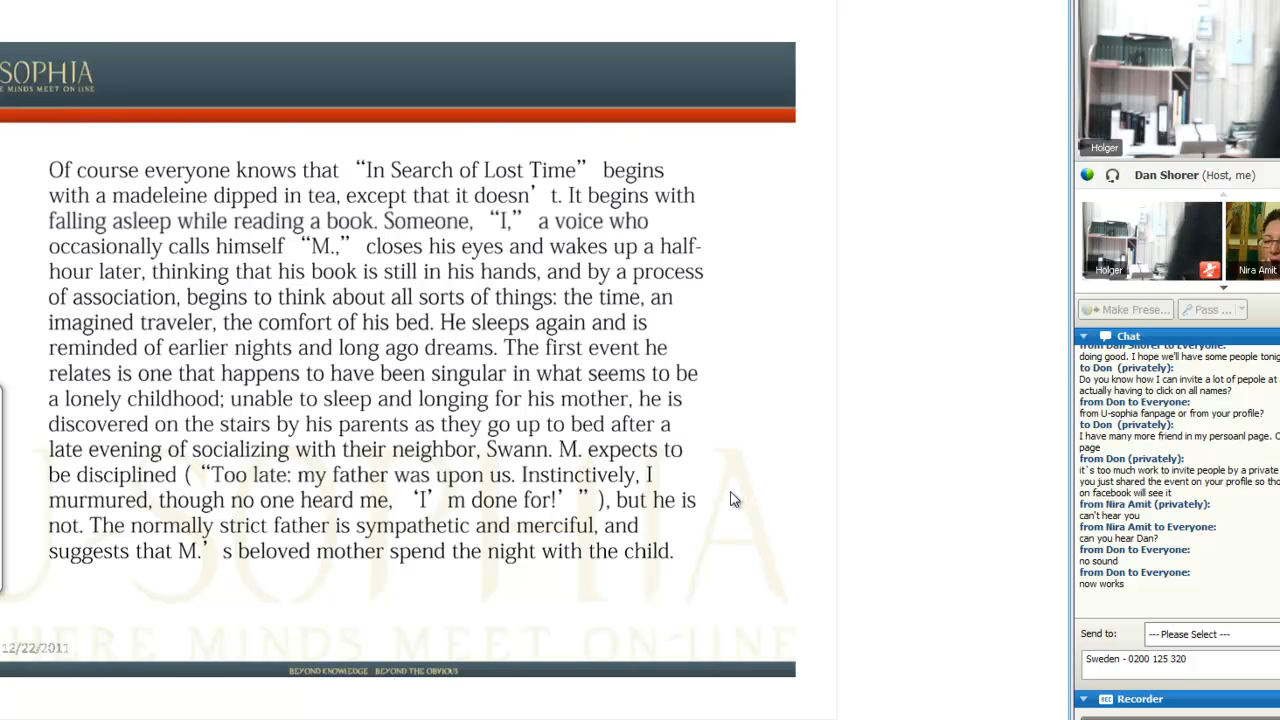 SOPHIA
E MINDS MEET ON LINE
Of course everyone knows that “In Search of Lost Time” begins
with a madeleine dipped in tea, except that it doesn’t. It begins with
falling asleep while reading a book. Someone, “I,” a voice who
occasionally calls himself “M.,” closes his eyes and wakes up a half-
hour later, thinking that his book is still in his hands, and by a process
of association, begins to think about all sorts of things: the time, an
imagined traveler, the comfort of his bed. He sleeps again and is
reminded of earlier nights and long ago dreams. The first event he
relates is one that happens to have been singular in what seems to be
a lonely childhood; unable to sleep and longing for his mother, he is
discovered on the stairs by his parents as they go up to bed after a
late evening of socializing with their neighbor, Swann. M. expects to
be disciplined (“Too late: my father was upon us. Instinctively, I
murmured, though no one heard me, ‘I’m done for!’”), but he is
not. The normally strict father is sympathetic and merciful, and
suggests that M.’s beloved mother spend the night with the child.
U SOPHIA
HERE MINDS MEET ON-LINE
12/22/2011
BEYOND KNOWLEDGE BEYOND THE OBVIOUS
Holger
Dan Shorer (Host, me)
Holger
Nira Amit
Make Prese...
Pass ...
Chat
from Dan Shorer to Everyone:
doing good. I hope we'll have some people tonig
to Don (privately):
Do you know how I can invite a lot of pepole at
actually having to click on all names?
from Don to Everyone:
from U-sophia fanpage or from your profile?
to Don (privately):
I have many more friend in my persoanl page. C
page
from Don (privately):
it`s too much work to invite people by a private
you just shared the event on your profile so tho
on facebook will see it
from Nira Amit (privately):
can't hear you
from Nira Amit to Everyone:
can you hear Dan?
from Don to Everyone:
no sound
from Don to Everyone:
now works
Send to:
--- Please Select ---
Sweden - 0200 125 320
REC
Recorder